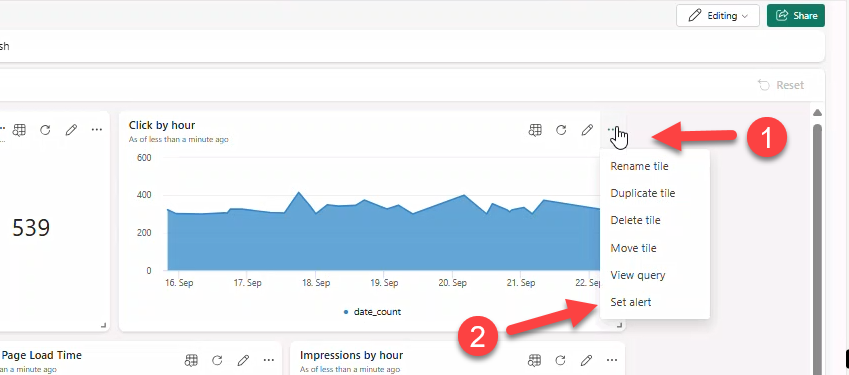 Editing
Share
sh
Reset
Click by hour
As of less than a minute ago
1
600
400
200
0
16. Sep
17. Sep
18. Sep
19. Sep
20. Sep
21. Sep
22. Sep
date_count
539
Rename tile
Duplicate tile
Delete tile
Move tile
View query
Set alert
2
Page Load Time
han a minute ago
Impressions by hour
As of less than a minute ago